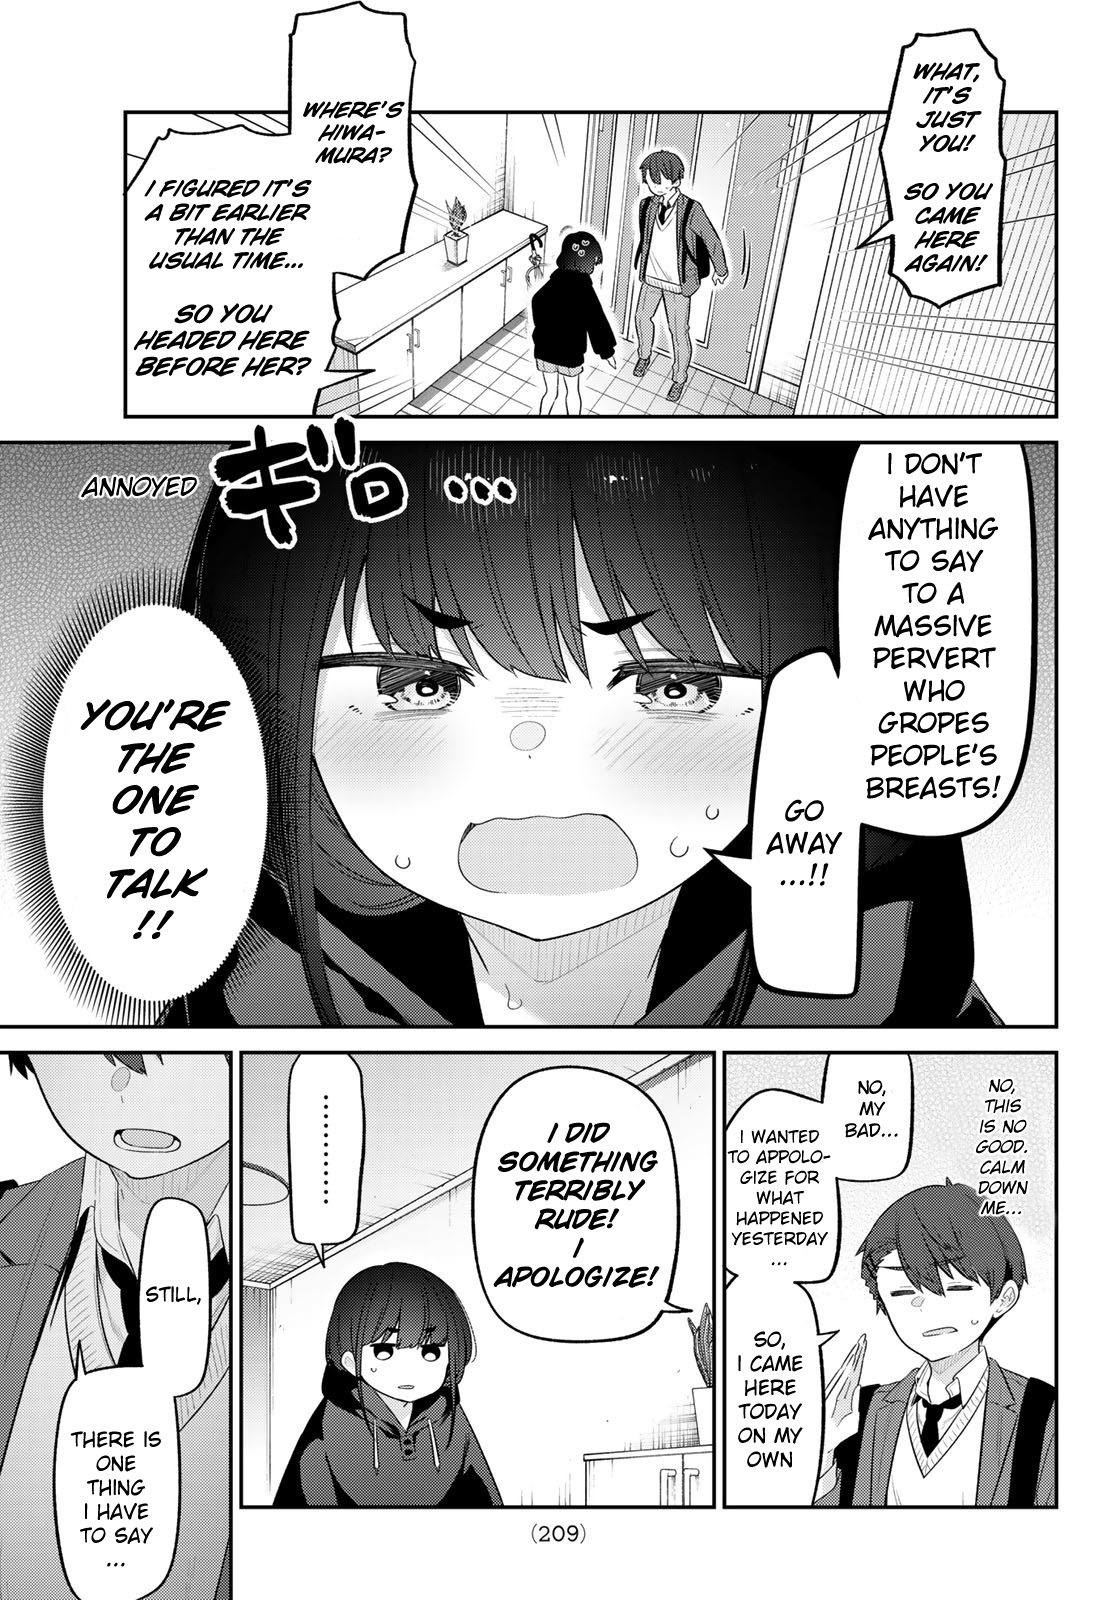 WHAT,
IT'S
JUST
YOU!
SO YOU
CAME
HERE
AGAIN!
WHERE'S
HIWA-
MURA?
I FIGURED IT'S
A BIT EARLIER
THAN THE
USUAL TIME...
SO YOU
HEADED HERE
BEFORE HER?
I DON'T
HAVE
ANYTHING
TO SAY
TO A
MASSIVE
PERVERT
WHO
GROPES
PEOPLE'S
BREASTS!
GO
AWAY
...!!
ギロ
ANNOYED
YOU'RE
THE
ONE
TO
TALK
!!
NO,
THIS
IS NO
GOOD.
CALM
DOWN
ME...
NO,
MY
BAD...
I WANTED
TO APPOLO-
GIZE FOR
WHAT
HAPPENED
YESTERDAY
...
SO,
I CAME
HERE
TODAY
ON MY
OWN
I DID
SOMETHING
TERRIBLY
RUDE!
I
APOLOGIZE!
..........
STILL,
THERE IS
ONE
THING
I HAVE
TO SAY
...
(209)